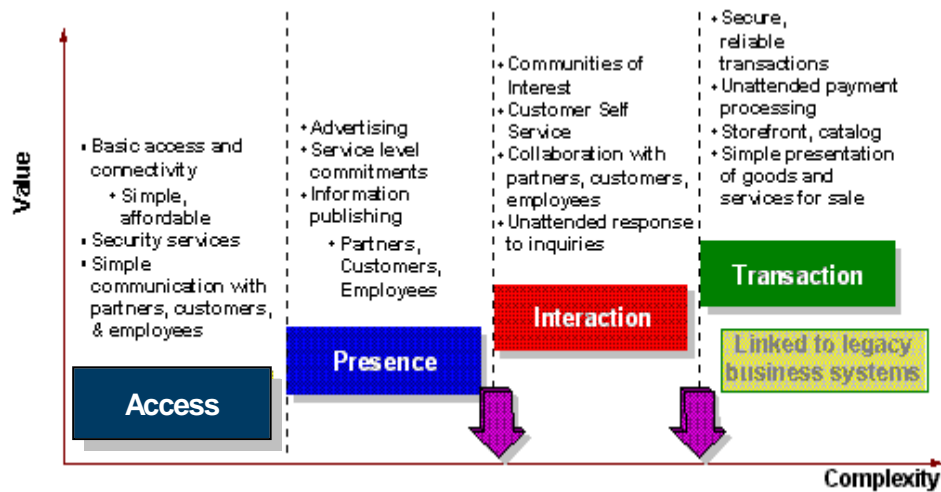 Value
Basic access and
connectivity
Simple,
affordable
Security services
Simple
communication with
partners, customers,
& employees
Access
Advertising
Service level
commitments
Information
publishing
Partners,
Customers,
Employees
Presence
Communities of
Interest
Customer Self
Service
Collaboration with
partners, customers,
employees
Unattended response
to inquiries
Interaction
Secure,
reliable
transactions
Unattended payment
processing
Storefront, catalog
Simple presentation
of goods and
services for sale
Transaction
Linked to legacy
business systems
Complexity